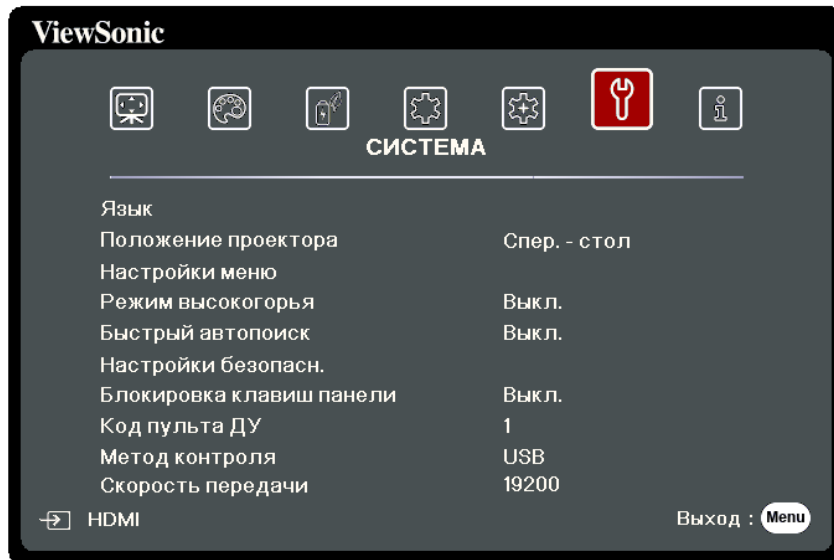 ViewSonic
СИСТЕМА
Язык
Положение проектора Спер. - стол
Настройки меню
Режим высокогорья Выкл.
Быстрый автопоиск Выкл.
Настройки безопасн.
Блокировка клавиш панели Выкл.
Код пульта ДУ 1
Метод контроля USB
Скорость передачи 19200
HDMI Выход : Menu